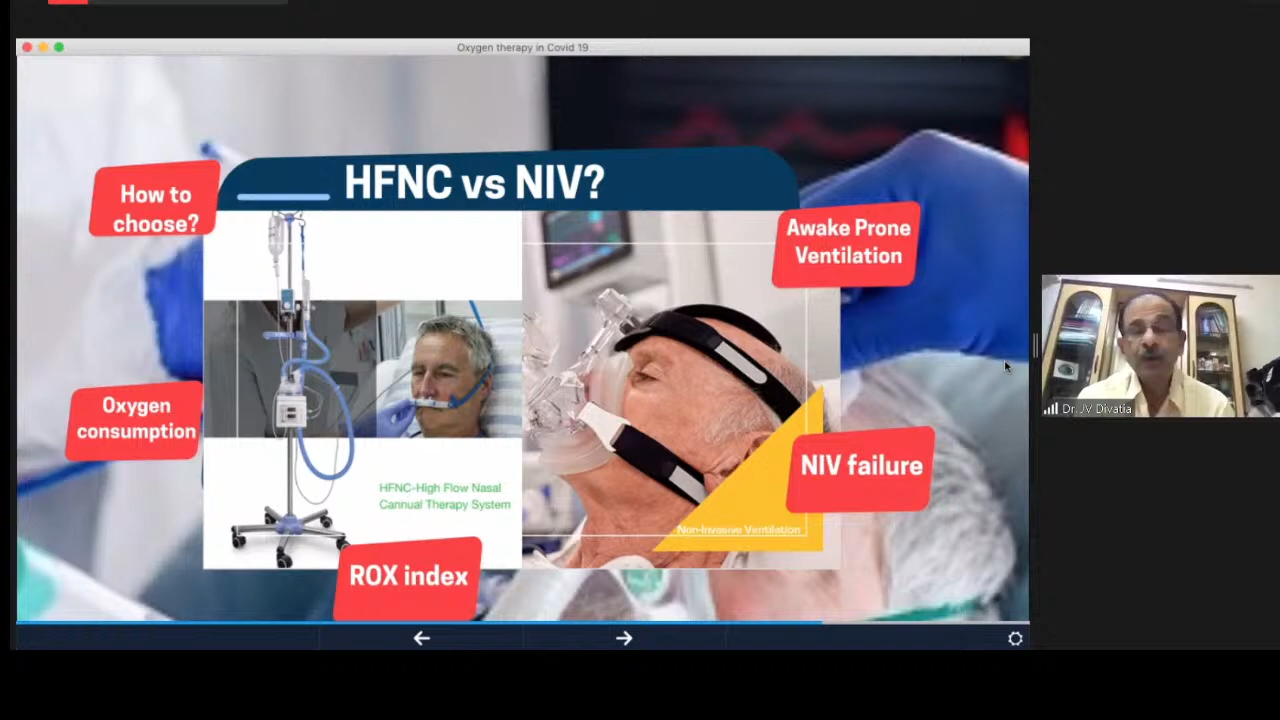 Oxygen therapy in Covid 19
HFNC vs NIV?
How to
choose?
Awake Prone
Ventilation
Oxygen
consumption
NIV failure
HFNC-High Flow Nasal
Cannual Therapy System
Non-Invasive Ventilation
ROX index
Dr. JV Divatia